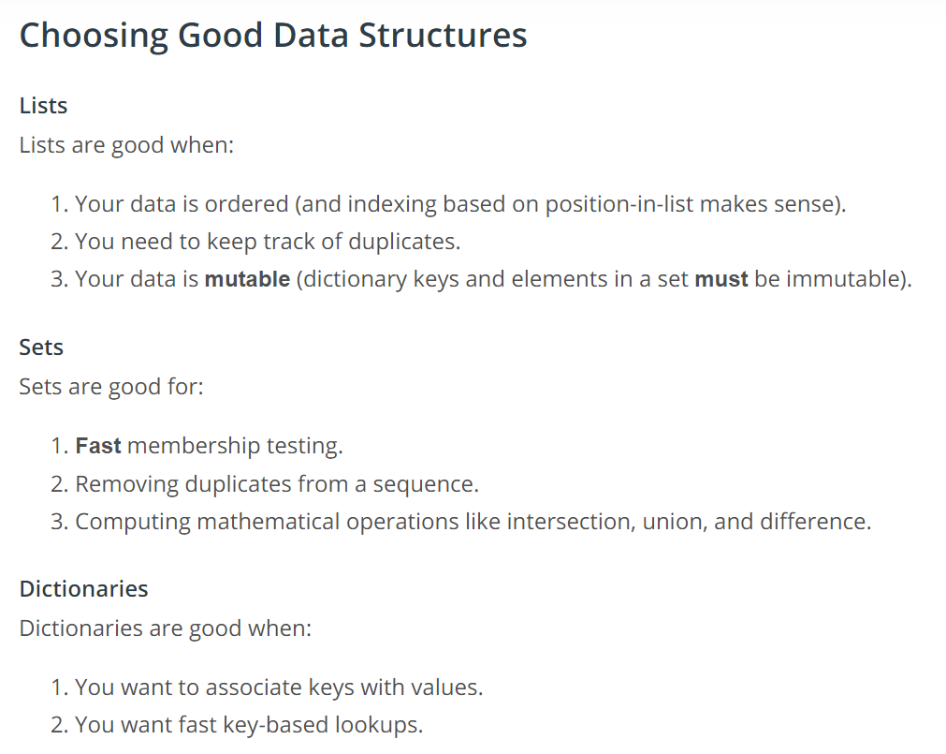 Choosing Good Data Structures
Lists
Lists are good when:
1. Your data is ordered (and indexing based on position-in-list makes sense).
2. You need to keep track of duplicates.
3. Your data is mutable (dictionary keys and elements in a set must be immutable).
Sets
Sets are good for:
1. Fast membership testing.
2. Removing duplicates from a sequence.
3. Computing mathematical operations like intersection, union, and difference.
Dictionaries
Dictionaries are good when:
1. You want to associate keys with values.
2. You want fast key-based lookups.